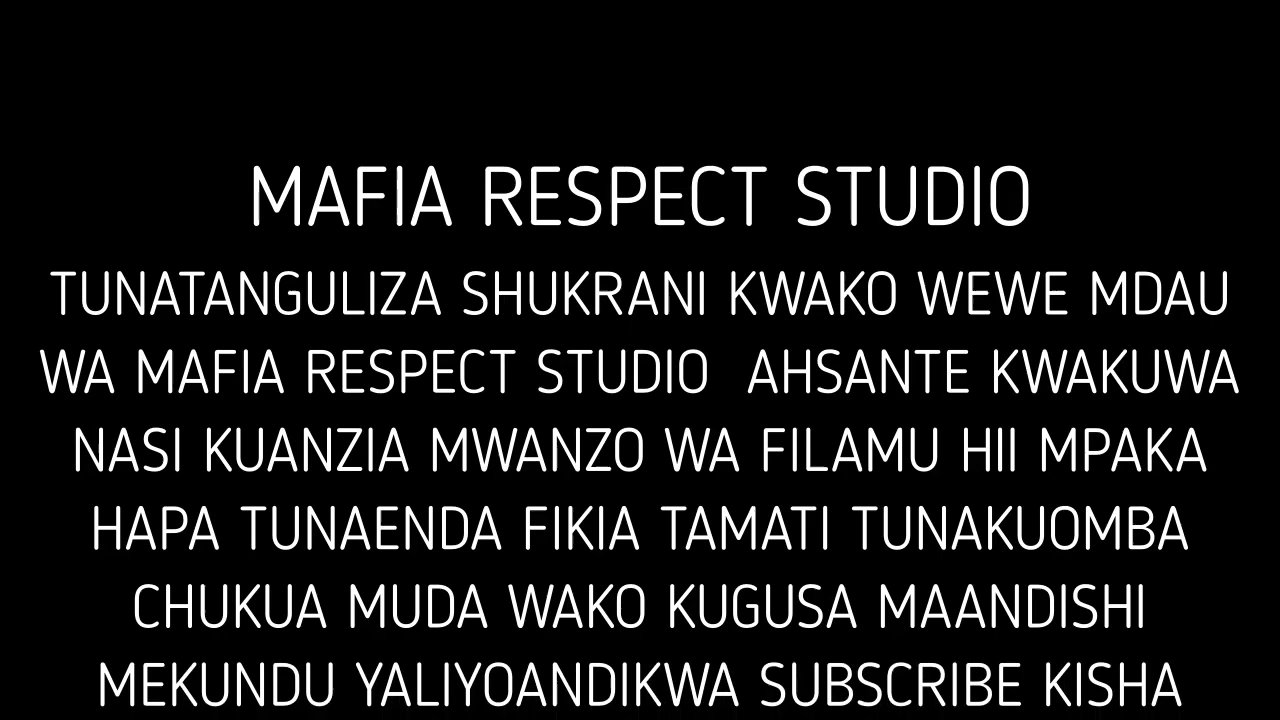 MAFIA RESPECT STUDIO
TUNATANGULIZA SHUKRANI KWAKO WEWE MDAU
WA MAFIA RESPECT STUDIO AHSANTE KWAKUWA
NASI KUANZIA MWANZO WA FILAMU HII MPAKA
HAPA TUNAENDA FIKIA TAMATI TUNAKUOMBA
CHUKUA MUDA WAKO KUGUSA MAANDISHI
MEKUNDU YALIYOANDIKWA SUBSCRIBE KISHA